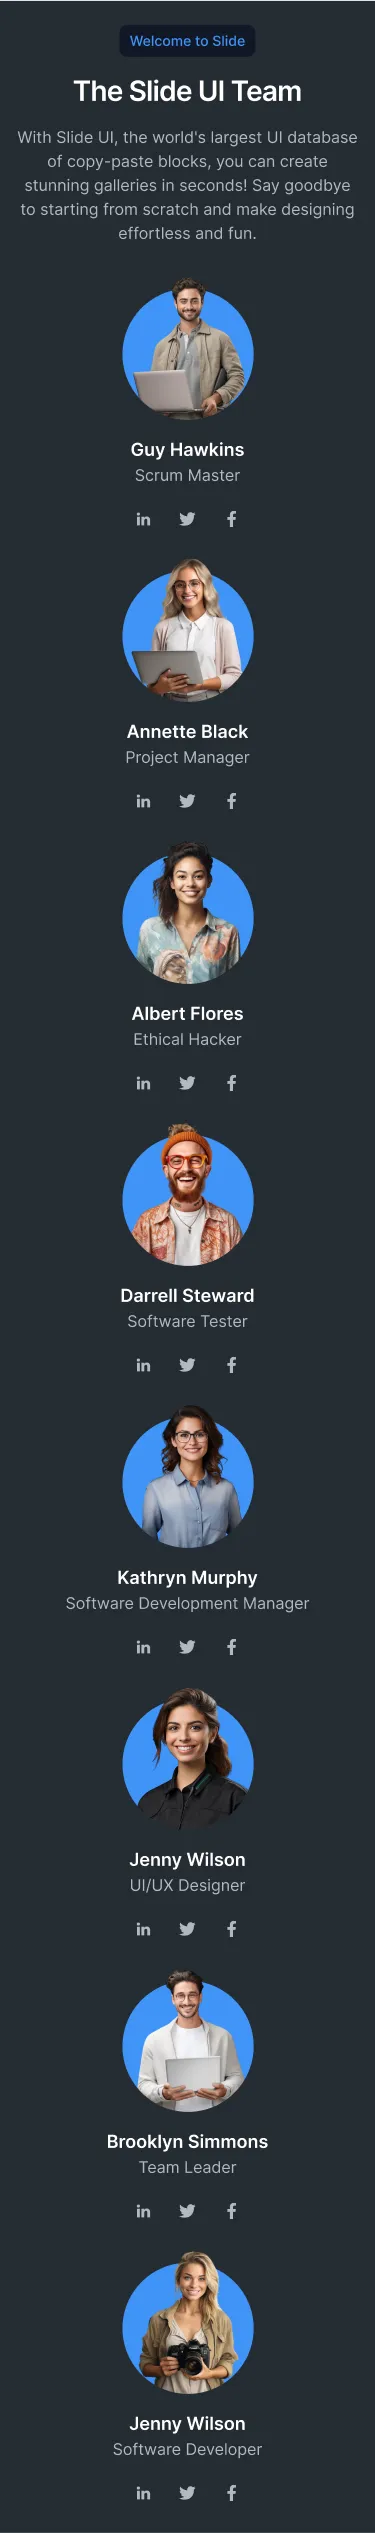 Welcome to Slide
The Slide UI Team
With Slide UI, the world's largest UI database
of copy-paste blocks, you can create
stunning galleries in seconds! Say goodbye
to starting from scratch and make designing
effortless and fun.
Guy Hawkins
Scrum Master
in
Annette Black
Project Manager
in
Albert Flores
Ethical Hacker
in
Darrell Steward
Software Tester
in
Kathryn Murphy
Software Development Manager
in
Jenny Wilson
UI/UX Designer
in
Brooklyn Simmons
Team Leader
in
Jenny Wilson
Software Developer
in